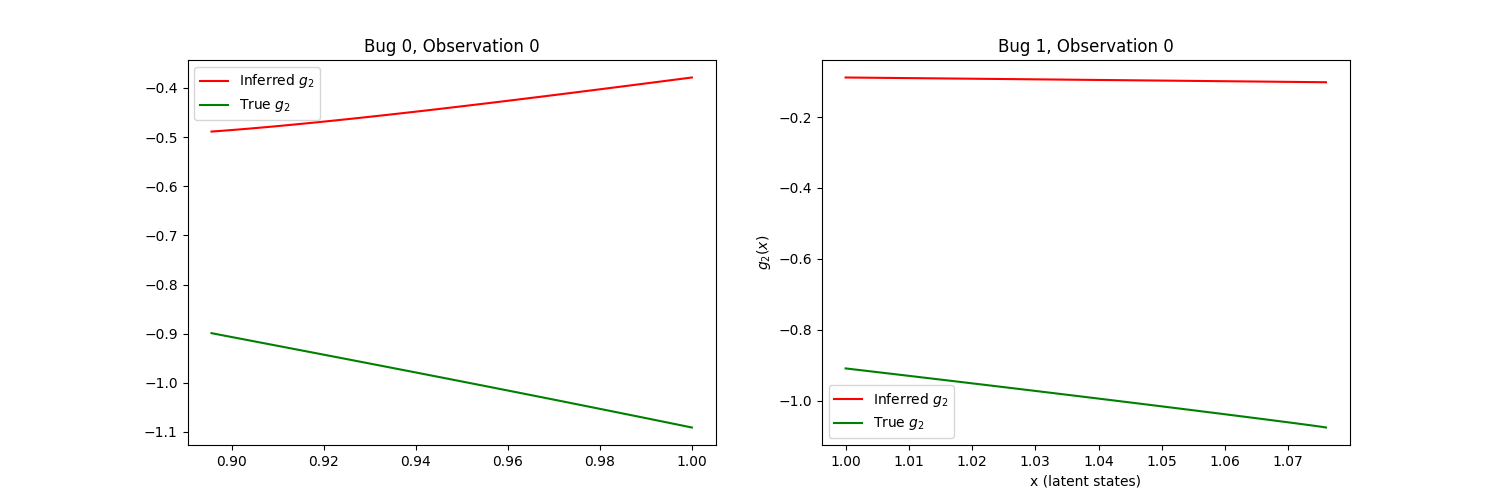 Bug 0, Observation 0
Inferred g₂
True g₂
−0.4
−0.5
−0.6
−0.7
−0.8
−0.9
−1.0
−1.1
0.90 0.92 0.94 0.96 0.98 1.00
Bug 1, Observation 0
g₂(x)
−0.2
−0.4
−0.6
−0.8
−1.0
Inferred g₂
True g₂
1.00 1.01 1.02 1.03 1.04 1.05 1.06 1.07
x (latent states)